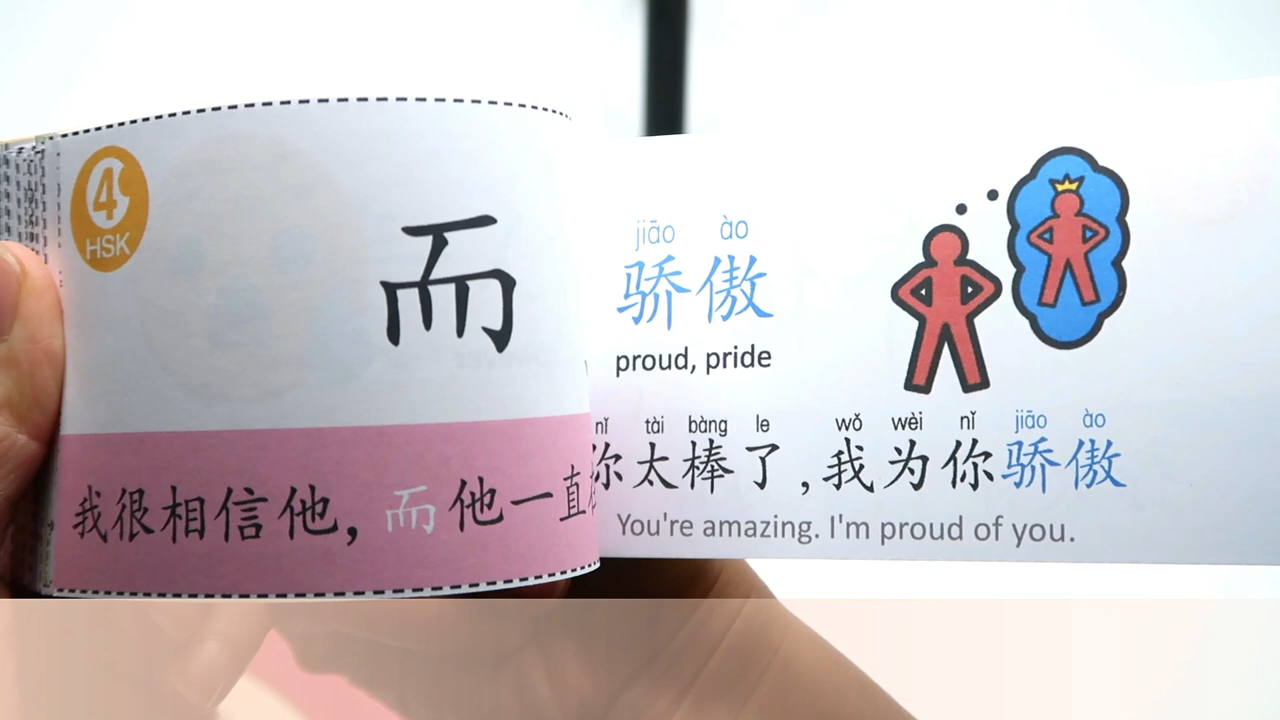 4
HSK
而
我很相信他，而他一直
jiāo ào
骄傲
proud, pride
nǐ tài bàng le wǒ wèi nǐ jiāo ào
你太棒了，我为你骄傲
You're amazing. I'm proud of you.